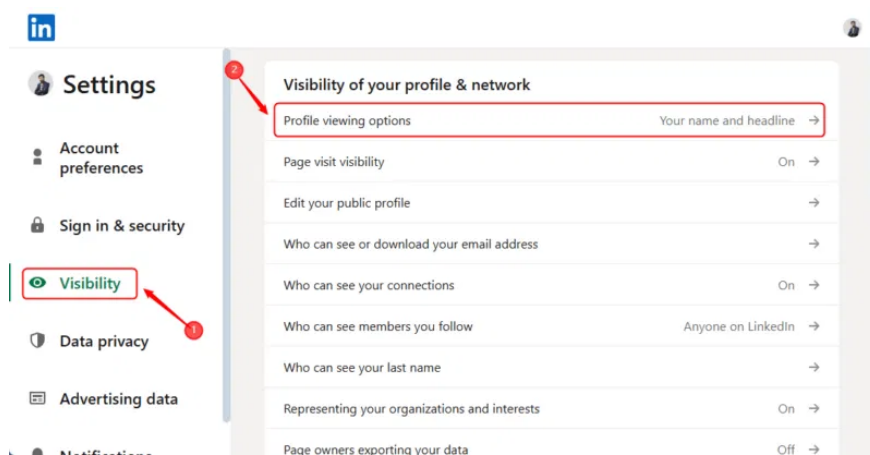 in
Settings
Account
preferences
Sign in & security
Visibility
1
Data privacy
Advertising data
Notifications
2
Visibility of your profile & network
Profile viewing options Your name and headline →
Page visit visibility On →
Edit your public profile →
Who can see or download your email address →
Who can see your connections On →
Who can see members you follow Anyone on LinkedIn →
Who can see your last name →
Representing your organizations and interests On →
Page owners exporting your data Off →